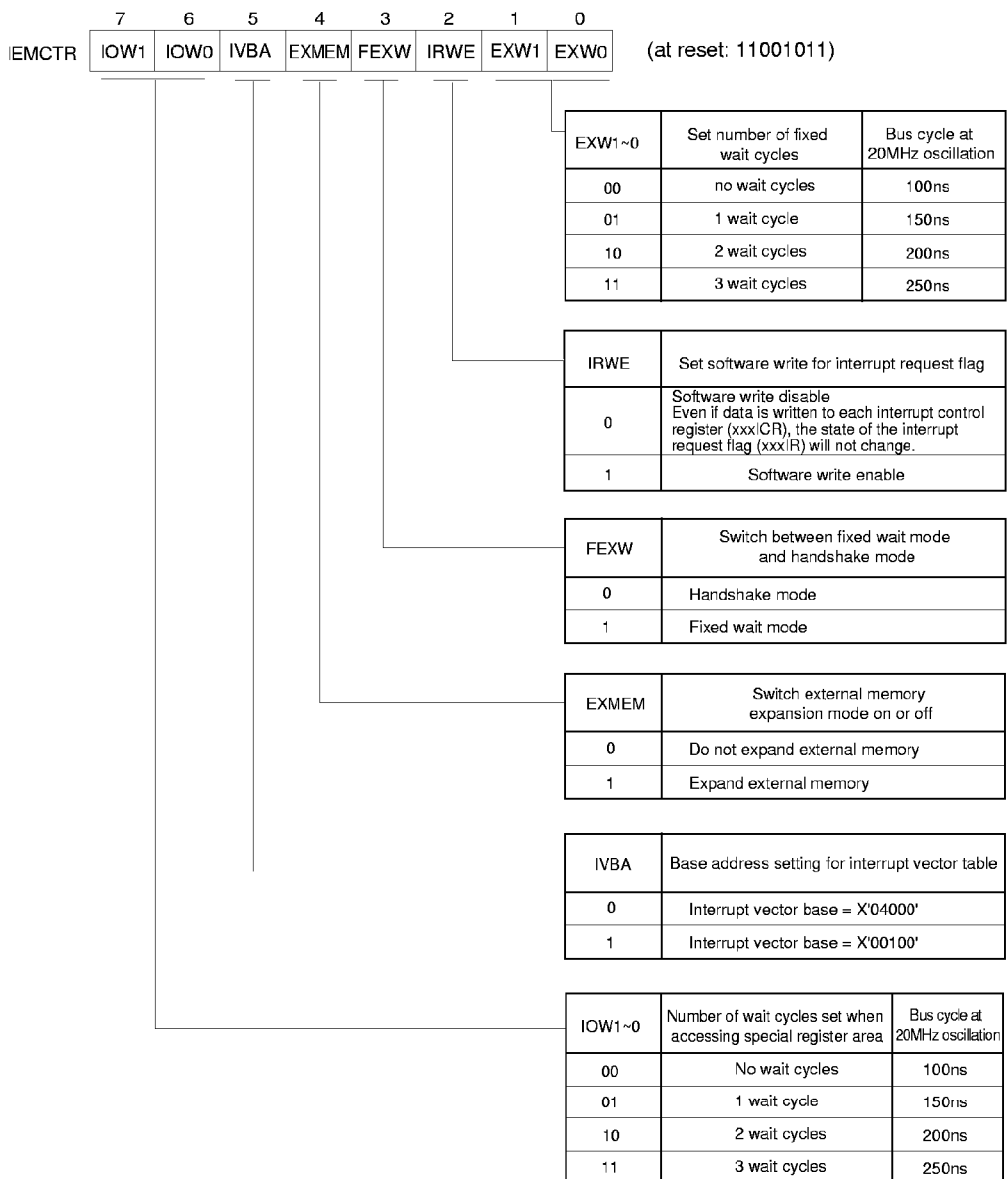 7 6 5 4 3 2 1 0
IEMCTR IOW1 IOW0 IVBA EXMEM FEXW IRWE EXW1 EXW0 (at reset: 11001011)
EXW1~0 Set number of fixed wait cycles Bus cycle at 20MHz oscillation
00 no wait cycles 100ns
01 1 wait cycle 150ns
10 2 wait cycles 200ns
11 3 wait cycles 250ns
IRWE Set software write for interrupt request flag
0 Software write disable
Even if data is written to each interrupt control
register (xxxICR), the state of the interrupt
request flag (xxxIR) will not change.
1 Software write enable
FEXW Switch between fixed wait mode
and handshake mode
0 Handshake mode
1 Fixed wait mode
EXMEM Switch external memory
expansion mode on or off
0 Do not expand external memory
1 Expand external memory
IVBA Base address setting for interrupt vector table
0 Interrupt vector base = X'04000'
1 Interrupt vector base = X'00100'
IOW1~0 Number of wait cycles set when accessing special register area Bus cycle at 20MHz oscillation
00 No wait cycles 100ns
01 1 wait cycle 150ns
10 2 wait cycles 200ns
11 3 wait cycles 250ns